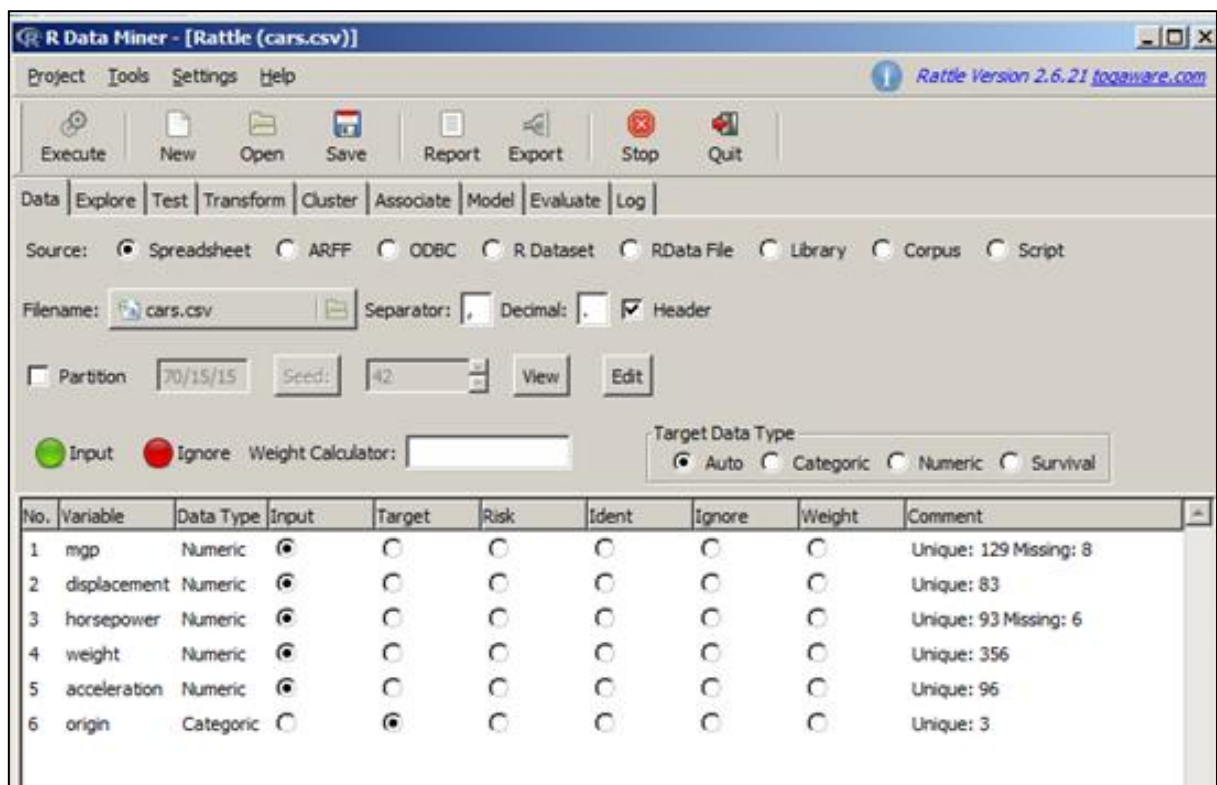 R Data Miner - [Rattle (cars.csv)]
Project Tools Settings Help Rattle Version 2.6.21 togaware.com
Execute New Open Save Report Export Stop Quit
Data Explore Test Transform Cluster Associate Model Evaluate Log
Source: Spreadsheet ARFF ODBC R Dataset RData File Library Corpus Script
Filename: cars.csv Separator: , Decimal: . Header
Partition 70/15/15 Seed: 42 View Edit
Target Data Type
Input Ignore Weight Calculator: Auto Categoric Numeric Survival
No. Variable Data Type Input Target Risk Ident Ignore Weight Comment
1 mgp Numeric Unique: 129 Missing: 8
2 displacement Numeric Unique: 83
3 horsepower Numeric Unique: 93 Missing: 6
4 weight Numeric Unique: 356
5 acceleration Numeric Unique: 96
6 origin Categoric Unique: 3